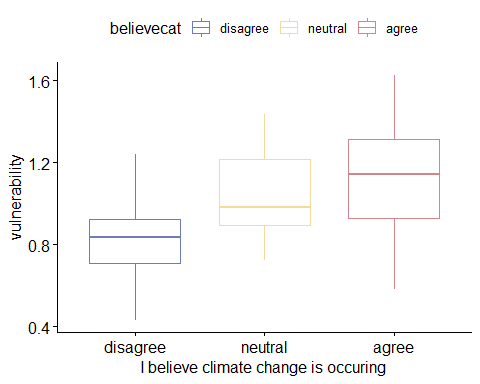 believecat disagree neutral agree
1.6
1.2
0.8
0.4
vulnerability
disagree neutral agree
I believe climate change is occuring